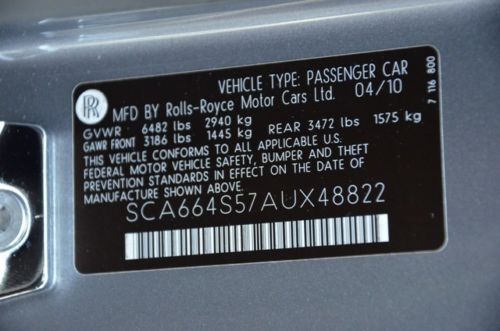 VEHICLE TYPE: PASSENGER CAR
RR
MFD BY Rolls-Royce Motor Cars Ltd. 04/10
GVWR 6482 lbs 2940 kg
GAWR FRONT 3186 lbs 1445 kg REAR 3472 lbs 1575 kg
THIS VEHICLE CONFORMS TO ALL APPLICABLE
FEDERAL MOTOR VEHICLE SAFETY, BUMPER AND THEFT
PREVENTION STANDARDS IN EFFECT ON THE DATE OF
MANUFACTURE SHOWN ABOVE.
SCA664S57AUX48822
7 116 800